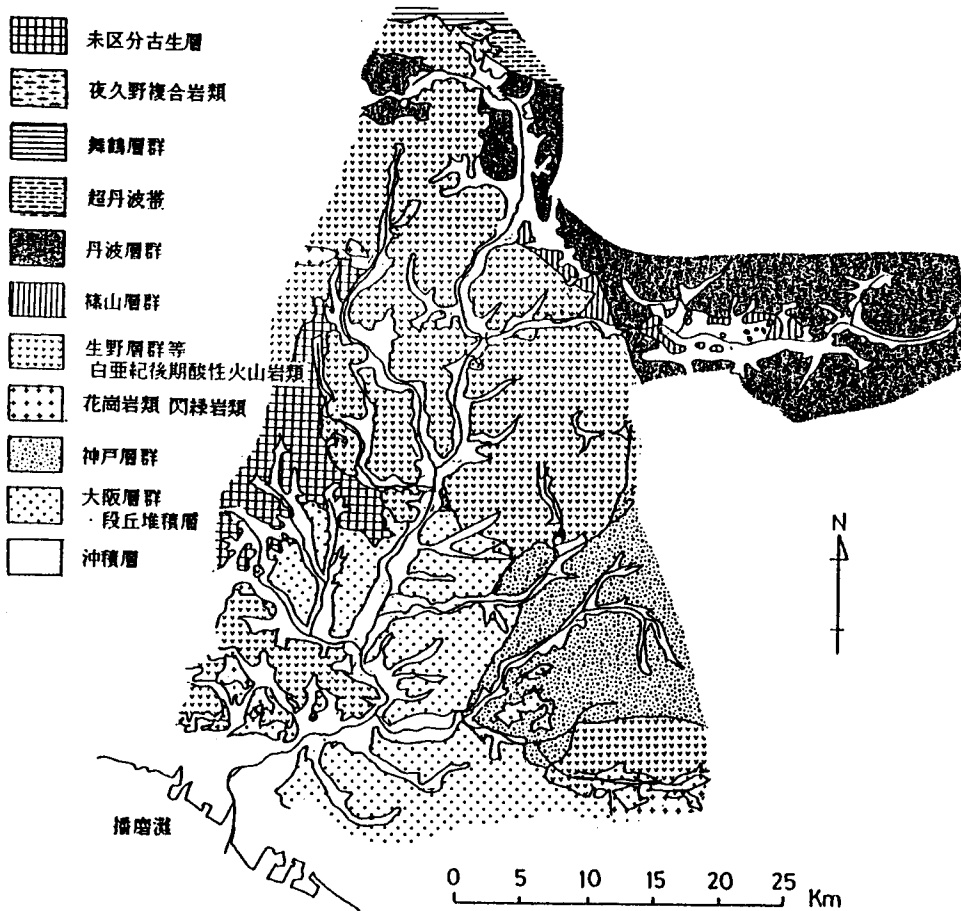 未区分古生層
夜久野複合岩類
舞鶴層群
超丹波帯
丹波層群
篠山層群
生野層群等
白亜紀後期酸性火山岩類
花崗岩類 閃緑岩類
神戸層群
大阪層群
・段丘堆積層
沖積層
N
播磨灘
0 5 10 15 20 25
Km